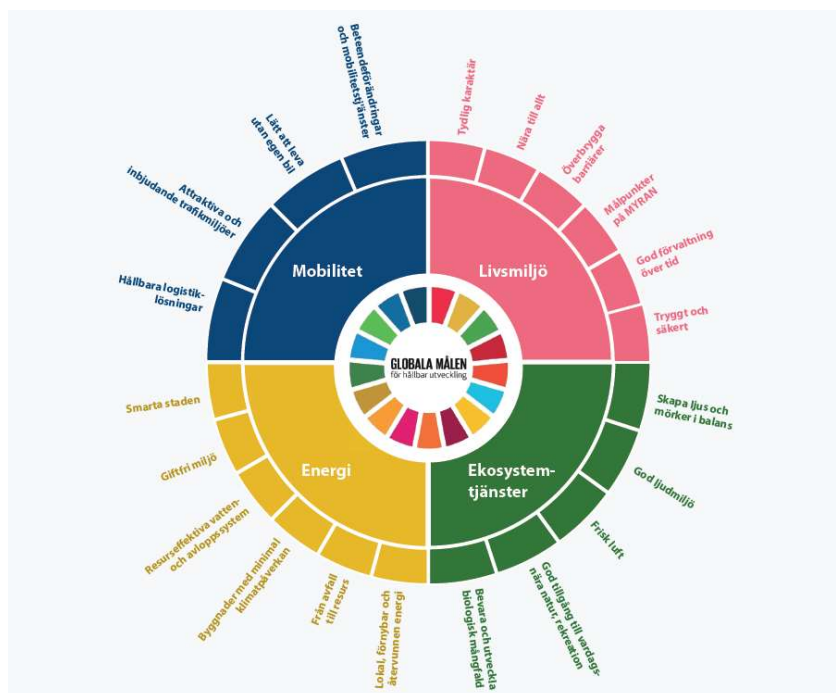 Beteendeförändringar
och mobilitetstjänster
Lätt att leva
utan egen bil
Attraktiva och
inbjudande trafikmiljöer
Hållbara logistik-
lösningar
Mobilitet
Tydlig karaktär
Nära till allt
Överbrygga
barriärer
Målpunkter
på MYRAN
God förvaltning
över tid
Tryggt och
säkert
Livsmiljö
GLOBALA MÅLEN
för hållbar utveckling
Smarta staden
Giftfri miljö
Resurseffektiva vatten-
och avloppssystem
Byggnader med minimal
klimatpåverkan
Från avfall
till resurs
Lokal, förnybar och
återvunnen energi
Energi
Ekosystem-
tjänster
Skapa ljus och
mörker i balans
God ljudmiljö
Frisk luft
God tillgång till vardags-
nära natur, rekreation
Bevara och utveckla
biologisk mångfald